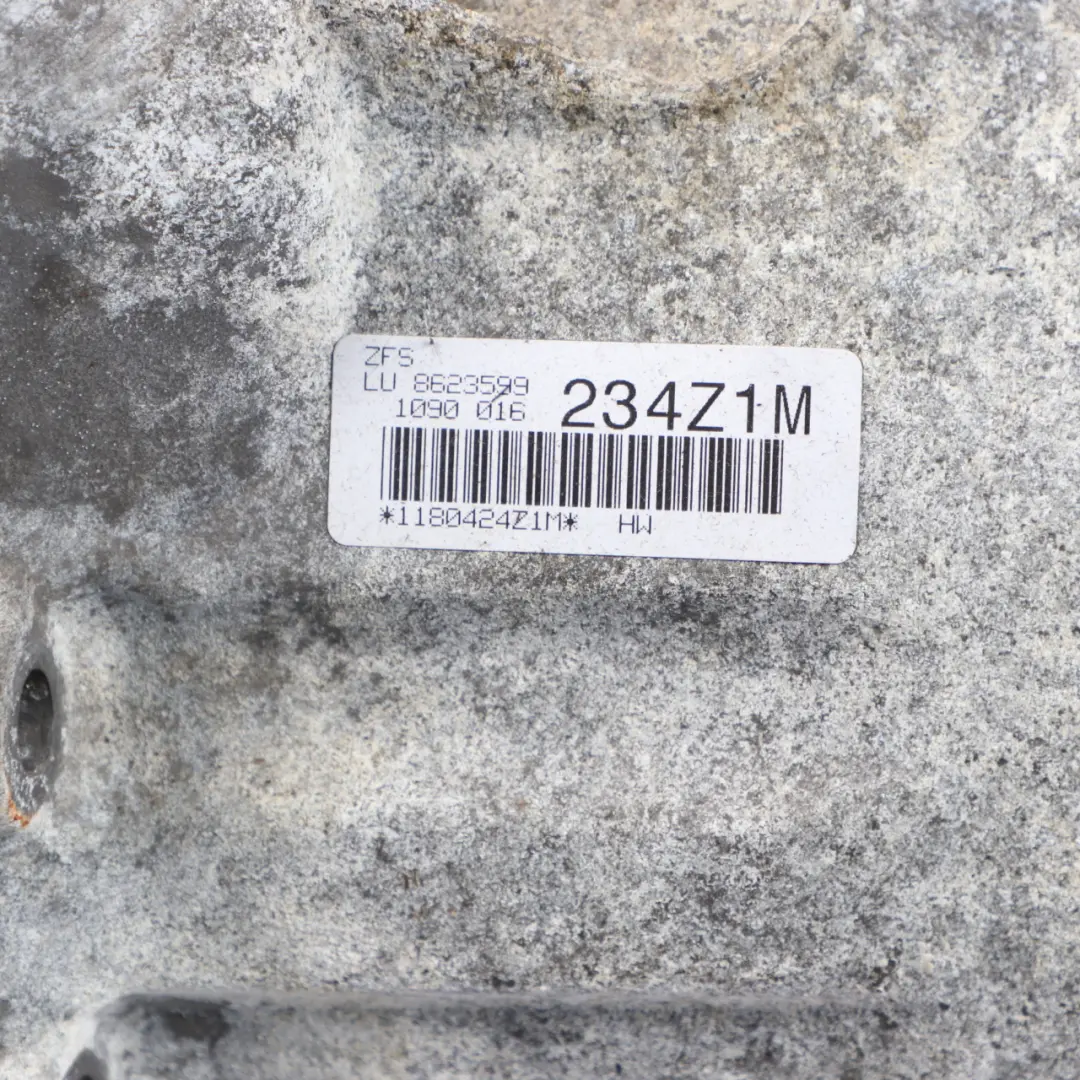 ZFS
LU 8623599
1090 016
234Z1M
*1180424Z1M* HW